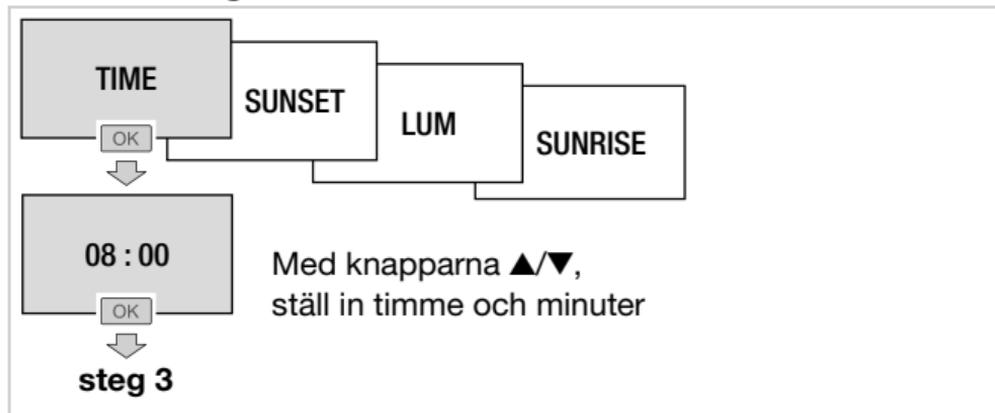 TIME
SUNSET
LUM
SUNRISE
OK
08 : 00
Med knapparna ▲/▼,
ställ in timme och minuter
OK
steg 3